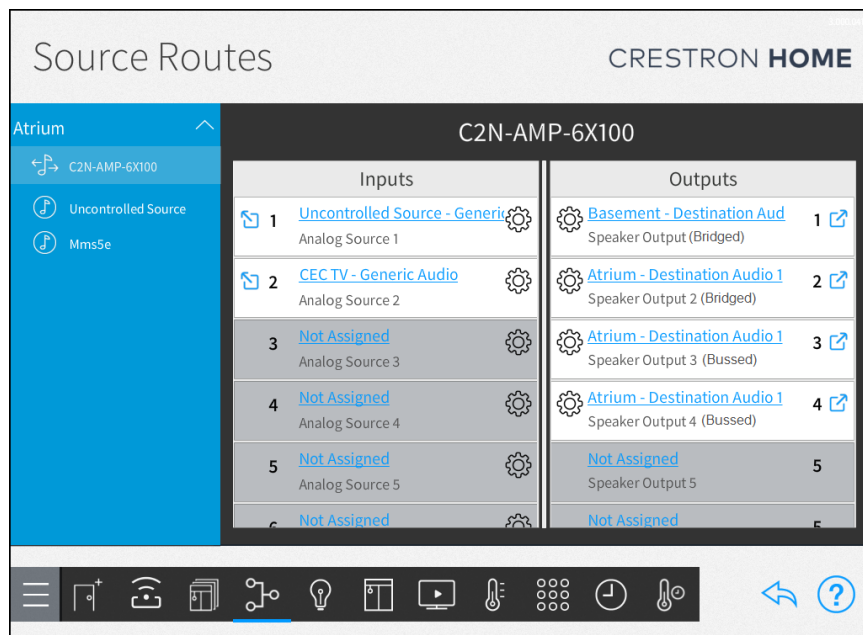 Source Routes
CRESTRON HOME
Atrium
C2N-AMP-6X100
Uncontrolled Source
Mms5e
C2N-AMP-6X100
Inputs
1 Uncontrolled Source - Generic
Analog Source 1
2 CEC TV - Generic Audio
Analog Source 2
3 Not Assigned
Analog Source 3
4 Not Assigned
Analog Source 4
5 Not Assigned
Analog Source 5
Not Assigned
Outputs
Basement - Destination Aud 1
Speaker Output (Bridged)
Atrium - Destination Audio 1 2
Speaker Output 2 (Bridged)
Atrium - Destination Audio 1 3
Speaker Output 3 (Bussed)
Atrium - Destination Audio 1 4
Speaker Output 4 (Bussed)
Not Assigned 5
Speaker Output 5
Not Assigned
?